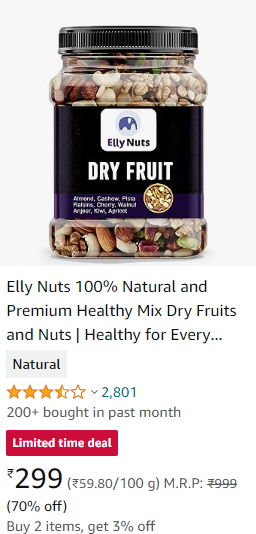 Elly Nuts
DRY FRUIT
Almond, Cashew, Pista
Raisins, Cherry, Walnut
Anjeer, Kiwi, Apricot
Elly Nuts 100% Natural and
Premium Healthy Mix Dry Fruits
and Nuts | Healthy for Every...
Natural
2,801
200+ bought in past month
Limited time deal
₹299 (₹59.80/100 g) M.R.P: ₹999
(70% off)
Buy 2 items, get 3% off